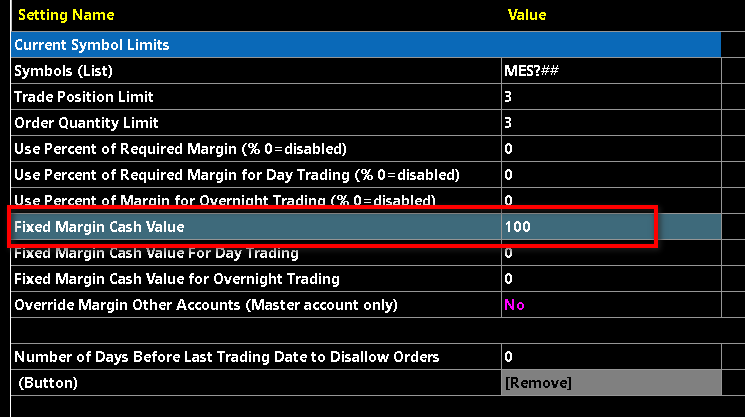 Setting Name Value
Current Symbol Limits
Symbols (List) MES?##
Trade Position Limit 3
Order Quantity Limit 3
Use Percent of Required Margin (% 0=disabled) 0
Use Percent of Required Margin for Day Trading (% 0=disabled) 0
Use Percent of Margin for Overnight Trading (% 0=disabled) 0
Fixed Margin Cash Value 100
Fixed Margin Cash Value For Day Trading 0
Fixed Margin Cash Value for Overnight Trading 0
Override Margin Other Accounts (Master account only) No
Number of Days Before Last Trading Date to Disallow Orders 0
(Button) [Remove]